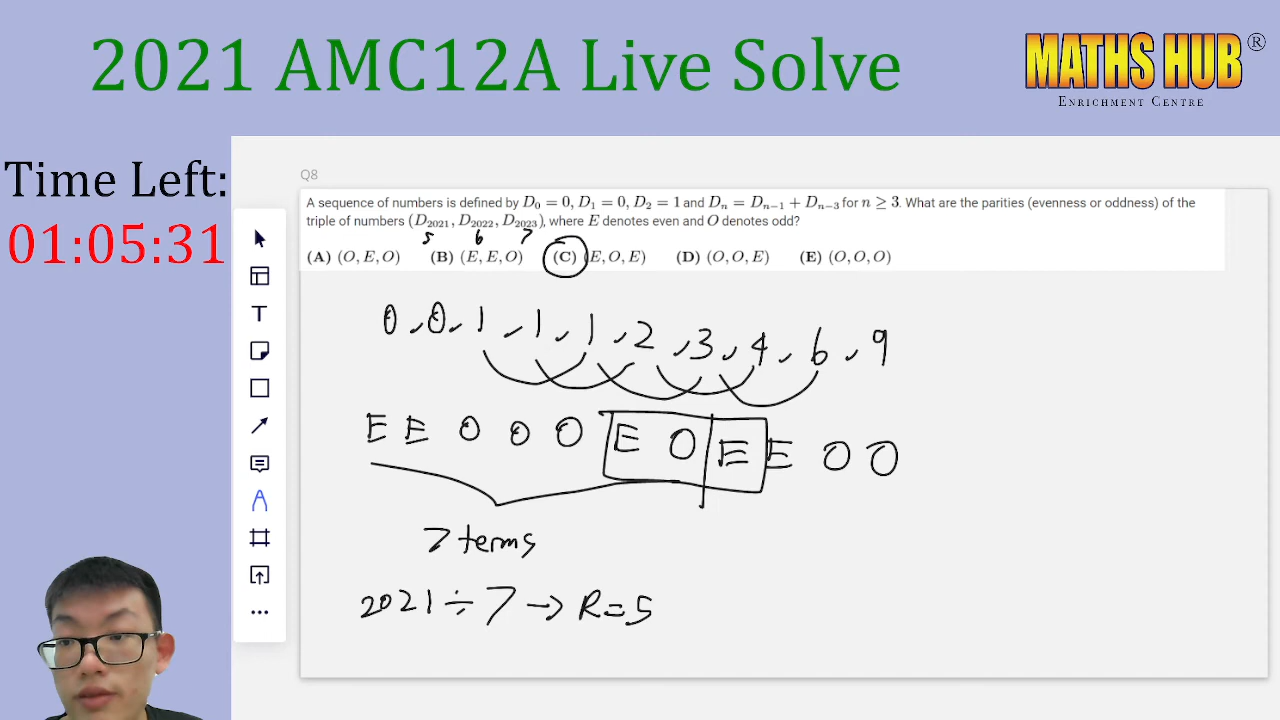 2021 AMC12A Live Solve
MATHS HUB®
ENRICHMENT CENTRE
Time Left:
01:05:31
Q8
A sequence of numbers is defined by D₀ = 0, D₁ = 0, D₂ = 1 and Dₙ = Dₙ₋₁ + Dₙ₋₃ for n ≥ 3. What are the parities (evenness or oddness) of the
triple of numbers (D₂₀₂₁, D₂₀₂₂, D₂₀₂₃), where E denotes even and O denotes odd?
5 6 7
(A) (O, E, O) (B) (E, E, O) (C) (E, O, E) (D) (O, O, E) (E) (O, O, O)
0, 0, 1, 1, 1, 2, 3, 4, 6, 9
E E O O O E O E E O O
7 terms
2021 ÷ 7 → R = 5
T
A